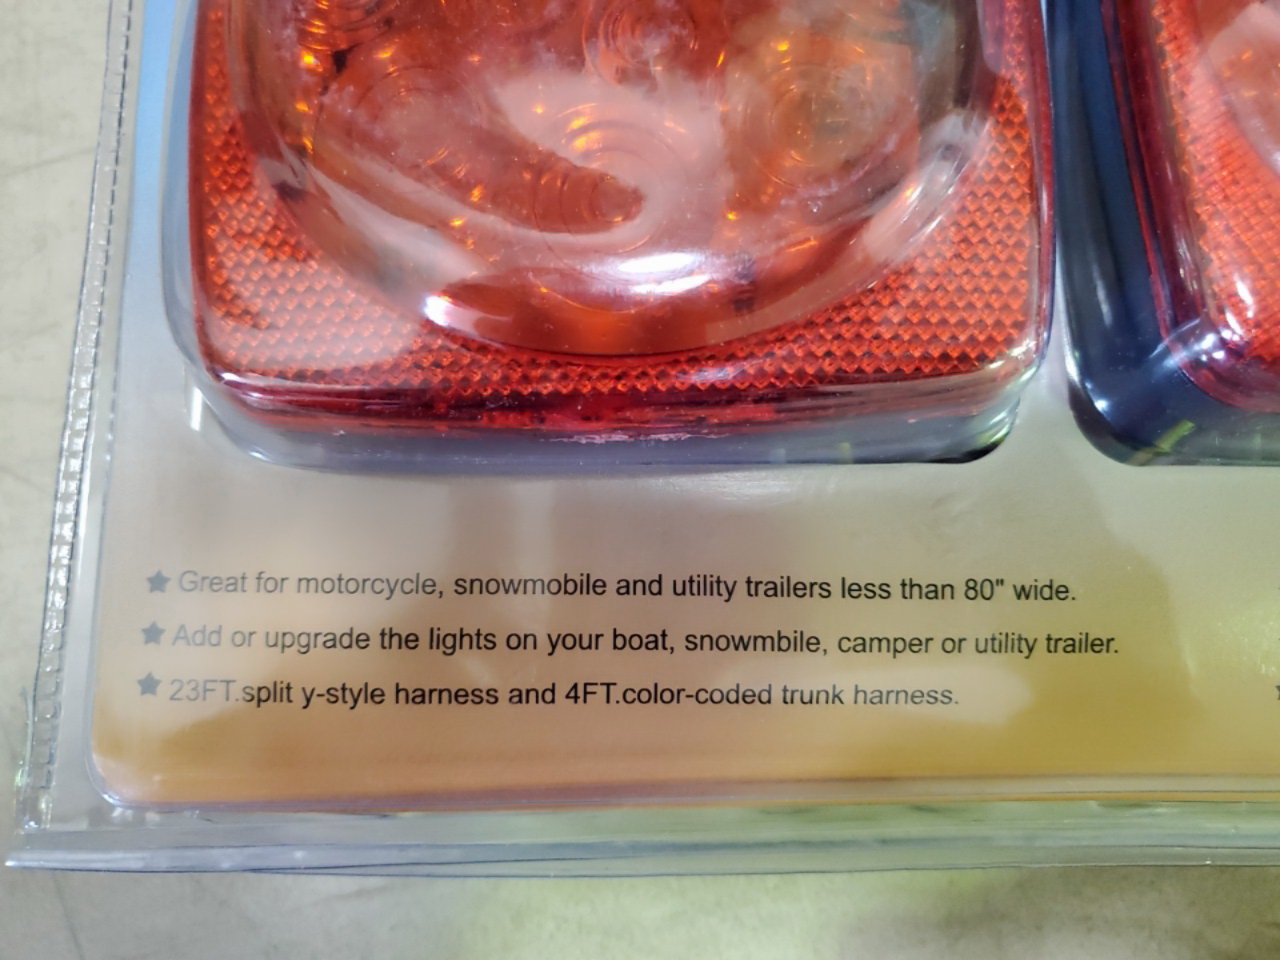 ★ Great for motorcycle, snowmobile and utility trailers less than 80" wide.
★ Add or upgrade the lights on your boat, snowmbile, camper or utility trailer.
★ 23FT.split y-style harness and 4FT.color-coded trunk harness.